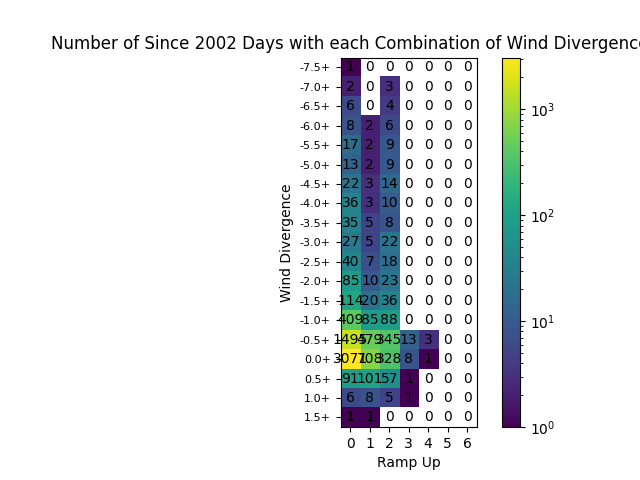 Number of Since 2002 Days with each Combination of Wind Divergence
-7.5+ 1 0 0 0 0 0 0
-7.0+ 2 0 3 0 0 0 0
-6.5+ 6 0 4 0 0 0 0
-6.0+ 8 2 6 0 0 0 0
-5.5+ 17 2 9 0 0 0 0
-5.0+ 13 2 9 0 0 0 0
-4.5+ 22 3 14 0 0 0 0
-4.0+ 36 3 10 0 0 0 0
-3.5+ 35 5 8 0 0 0 0
-3.0+ 27 5 22 0 0 0 0
-2.5+ 40 7 18 0 0 0 0
-2.0+ 85 10 23 0 0 0 0
-1.5+ 114 20 36 0 0 0 0
-1.0+ 409 85 88 0 0 0 0
-0.5+ 345 13 3 0 0
0.0+ 328 8 1 0 0
0.5+ 91 101 57 1 0 0 0
1.0+ 6 8 5 1 0 0 0
1.5+ 1 1 0 0 0 0 0
0 1 2 3 4 5 6
Ramp Up
Wind Divergence
10³
10²
10¹
10⁰